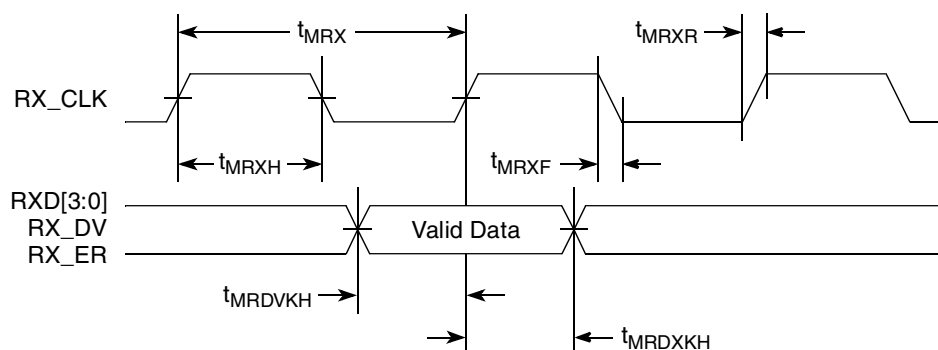 tMRX
tMRXR
RX_CLK
tMRXH
tMRXF
RXD[3:0]
RX_DV
Valid Data
RX_ER
tMRDVKH
tMRDXKH